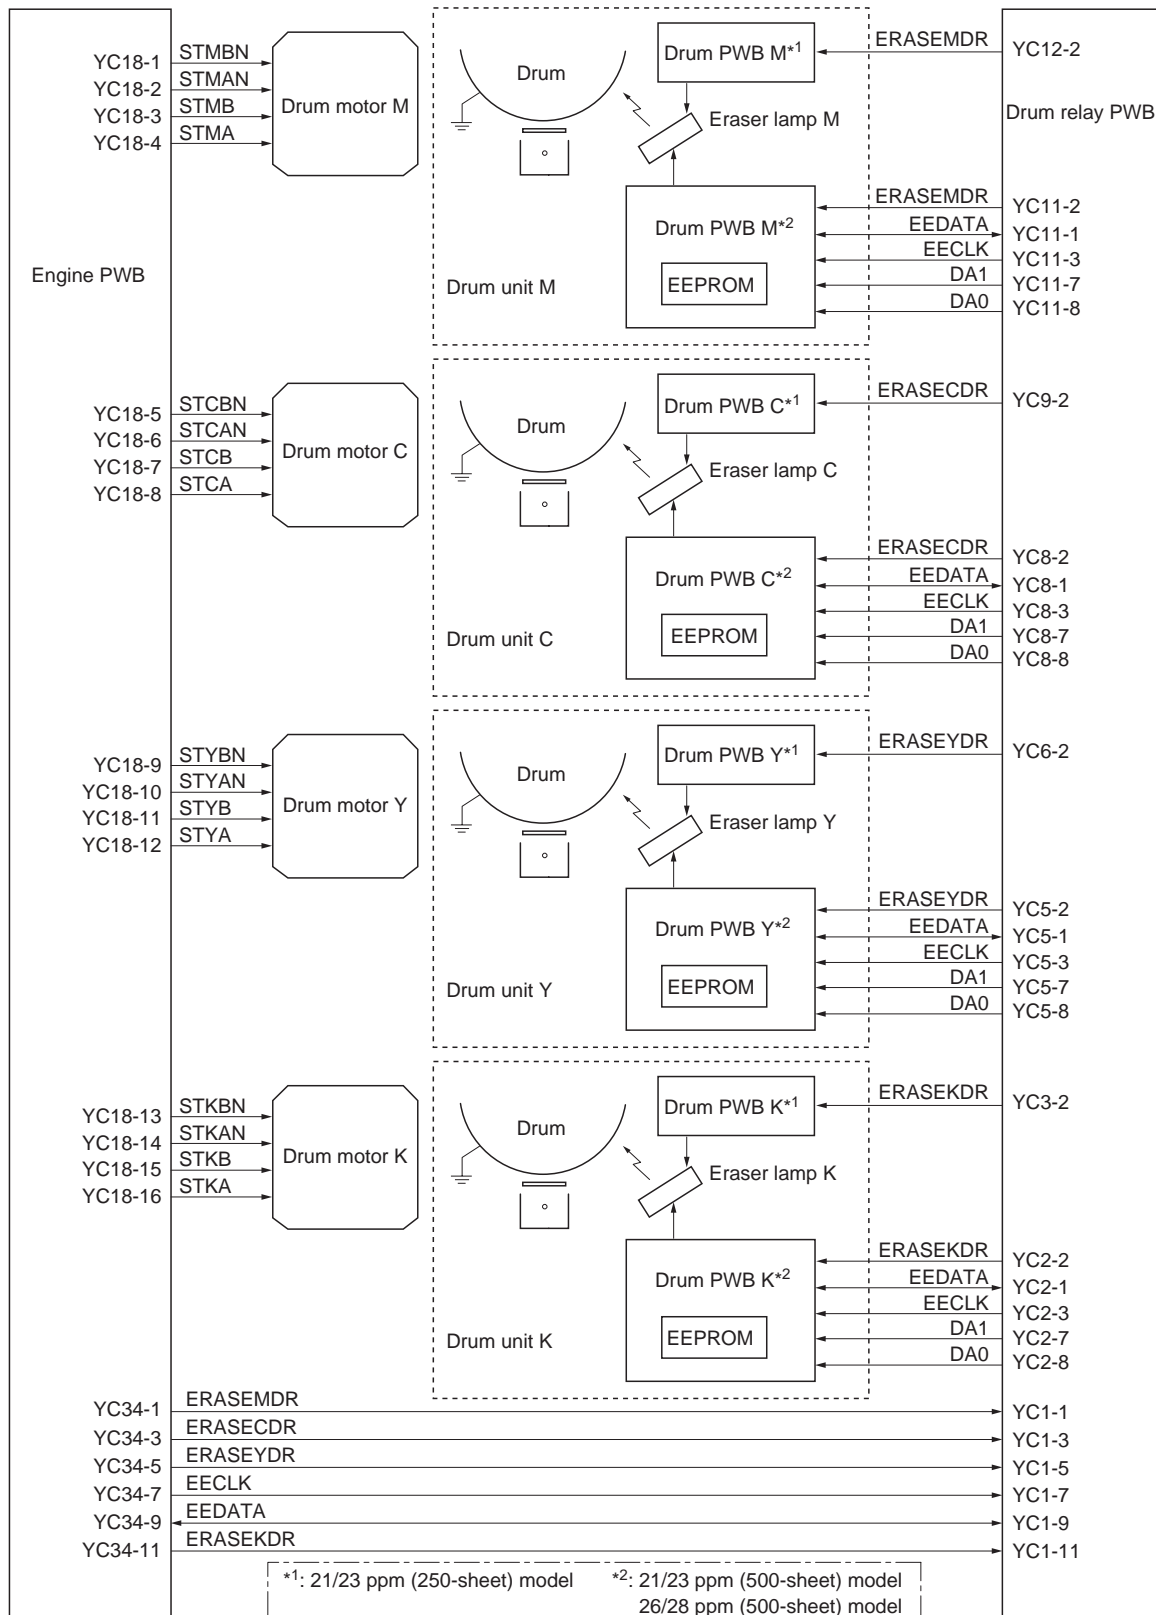 YC18-1 STMBN
YC18-2 STMAN
YC18-3 STMB
YC18-4 STMA
Drum motor M
Drum
Drum PWB M*1
ERASEMDR YC12-2
Eraser lamp M
Drum relay PWB
Engine PWB
Drum unit M
Drum PWB M*2
EEPROM
ERASEMDR YC11-2
EEDATA YC11-1
EECLK YC11-3
DA1 YC11-7
DA0 YC11-8
YC18-5 STCBN
YC18-6 STCAN
YC18-7 STCB
YC18-8 STCA
Drum motor C
Drum
Drum PWB C*1
ERASECDR YC9-2
Eraser lamp C
Drum unit C
Drum PWB C*2
EEPROM
ERASECDR YC8-2
EEDATA YC8-1
EECLK YC8-3
DA1 YC8-7
DA0 YC8-8
YC18-9 STYBN
YC18-10 STYAN
YC18-11 STYB
YC18-12 STYA
Drum motor Y
Drum
Drum PWB Y*1
ERASEYDR YC6-2
Eraser lamp Y
Drum unit Y
Drum PWB Y*2
EEPROM
ERASEYDR YC5-2
EEDATA YC5-1
EECLK YC5-3
DA1 YC5-7
DA0 YC5-8
YC18-13 STKBN
YC18-14 STKAN
YC18-15 STKB
YC18-16 STKA
Drum motor K
Drum
Drum PWB K*1
ERASEKDR YC3-2
Eraser lamp K
Drum unit K
Drum PWB K*2
EEPROM
ERASEKDR YC2-2
EEDATA YC2-1
EECLK YC2-3
DA1 YC2-7
DA0 YC2-8
YC34-1 ERASEMDR YC1-1
YC34-3 ERASECDR YC1-3
YC34-5 ERASEYDR YC1-5
YC34-7 EECLK YC1-7
YC34-9 EEDATA YC1-9
YC34-11 ERASEKDR YC1-11
*1: 21/23 ppm (250-sheet) model *2: 21/23 ppm (500-sheet) model
26/28 ppm (500-sheet) model